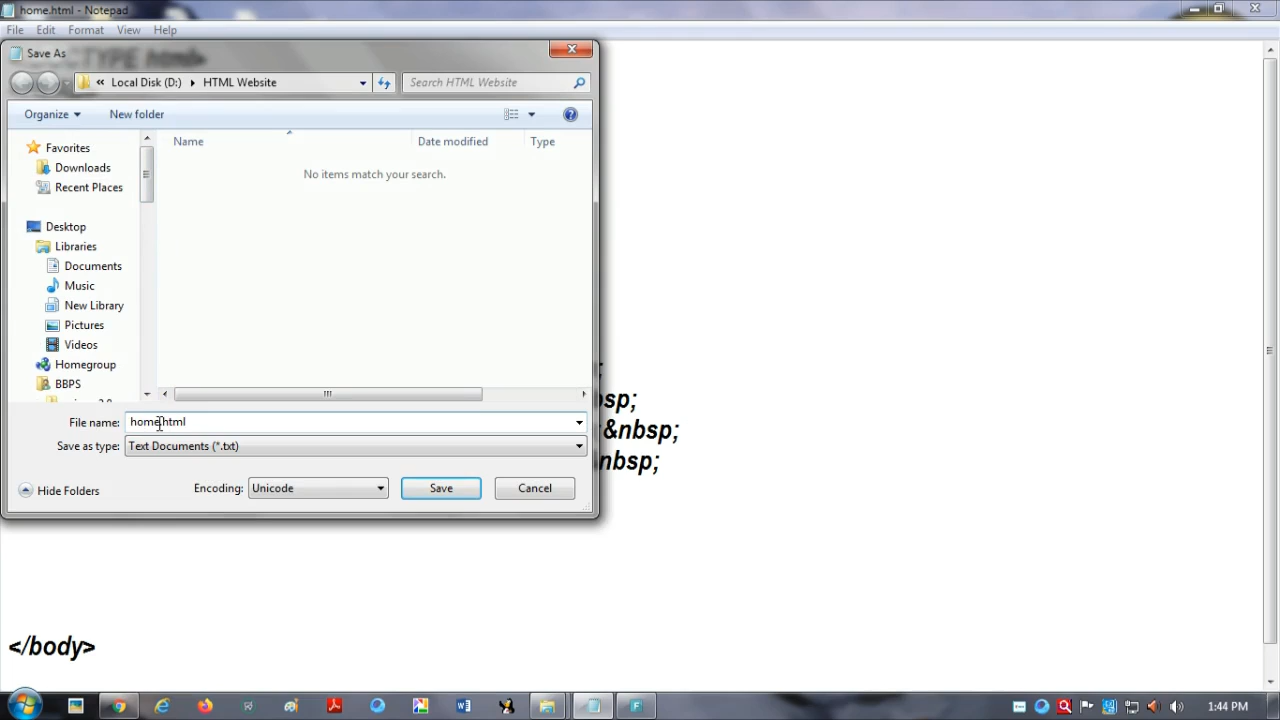 home.html - Notepad
File Edit Format View Help
CTYPE html>
Save As
« Local Disk (D:) HTML Website
Search HTML Website
Organize New folder
Name Date modified Type
No items match your search.
Favorites
Downloads
Recent Places
Desktop
Libraries
Documents
Music
New Library
Pictures
Videos
Homegroup
BBPS
;
bsp;
;&nbsp;
nbsp;
File name: home.html
Save as type: Text Documents (*.txt)
Hide Folders Encoding: Unicode Save Cancel
</body>
1:44 PM